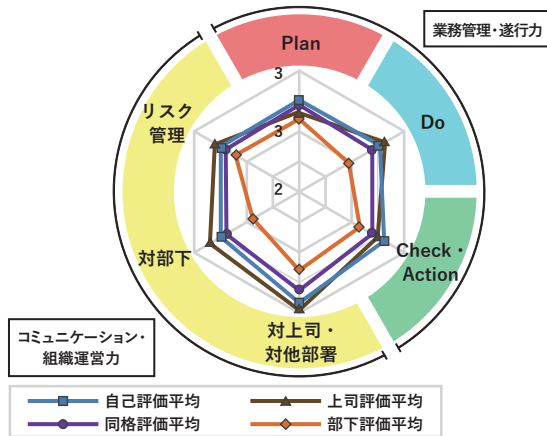 業務管理・遂行力
Plan
Do
Check・
Action
対上司・
対他部署
対部下
リスク
管理
3
3
2
コミュニケーション・
組織運営力
自己評価平均
上司評価平均
同格評価平均
部下評価平均